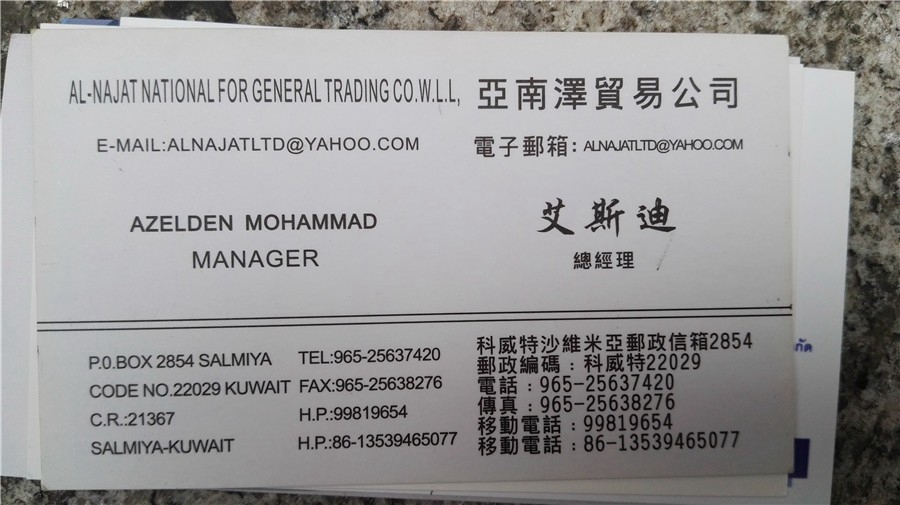 AL-NAJAT NATIONAL FOR GENERAL TRADING CO.W.L.L, 亞南澤貿易公司
E-MAIL:ALNAJATLTD@YAHOO.COM
電子郵箱: ALNAJATLTD@YAHOO.COM
AZELDEN MOHAMMAD
MANAGER
艾斯迪
總經理
P.0.BOX 2854 SALMIYA
CODE NO.22029 KUWAIT
C.R.:21367
SALMIYA-KUWAIT
TEL:965-25637420
FAX:965-25638276
H.P.:99819654
H.P.:86-13539465077
科威特沙維米亞郵政信箱2854
郵政編碼:科威特22029
電話:965-25637420
傳真:965-25638276
移動電話:99819654
移動電話:86-13539465077